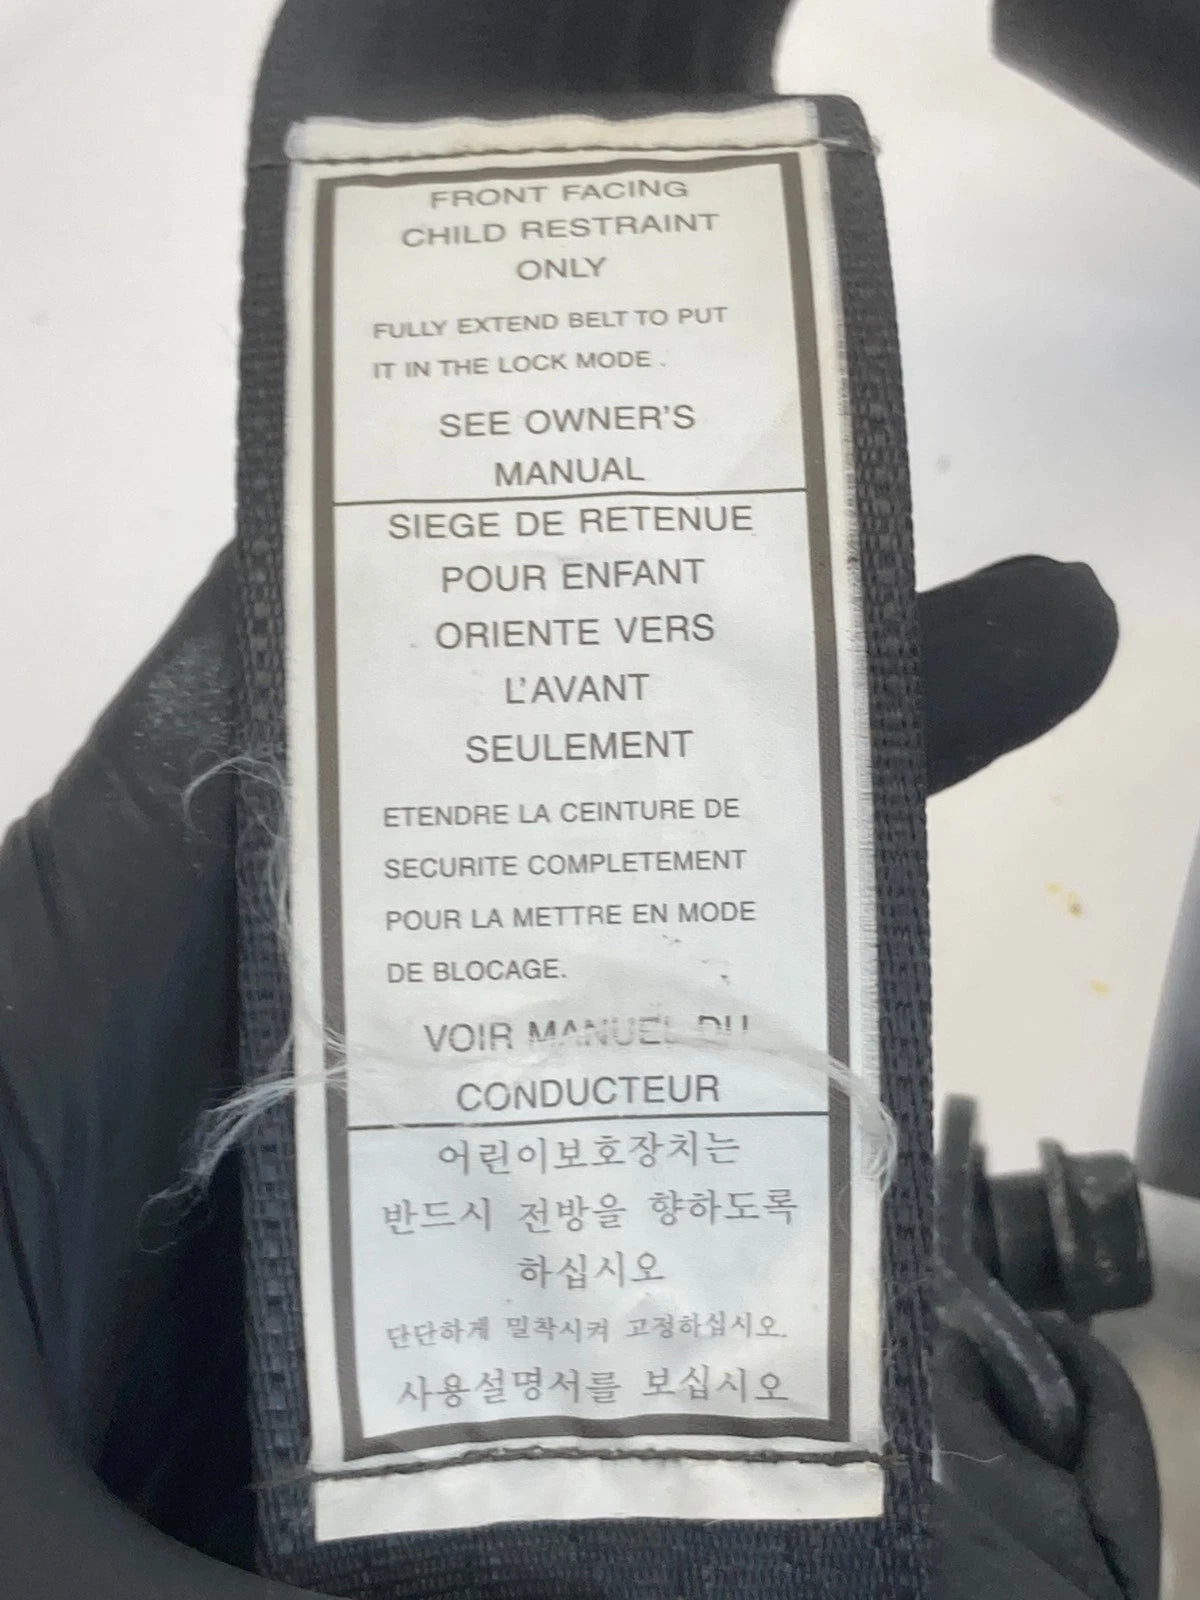 FRONT FACING
CHILD RESTRAINT
ONLY
FULLY EXTEND BELT TO PUT
IT IN THE LOCK MODE .
SEE OWNER'S
MANUAL
SIEGE DE RETENUE
POUR ENFANT
ORIENTE VERS
L'AVANT
SEULEMENT
ETENDRE LA CEINTURE DE
SECURITE COMPLETEMENT
POUR LA METTRE EN MODE
DE BLOCAGE.
VOIR MANUEL DU
CONDUCTEUR
어린이보호장치는
반드시 전방을 향하도록
하십시오
단단하게 밀착시켜 고정하십시오.
사용설명서를 보십시오